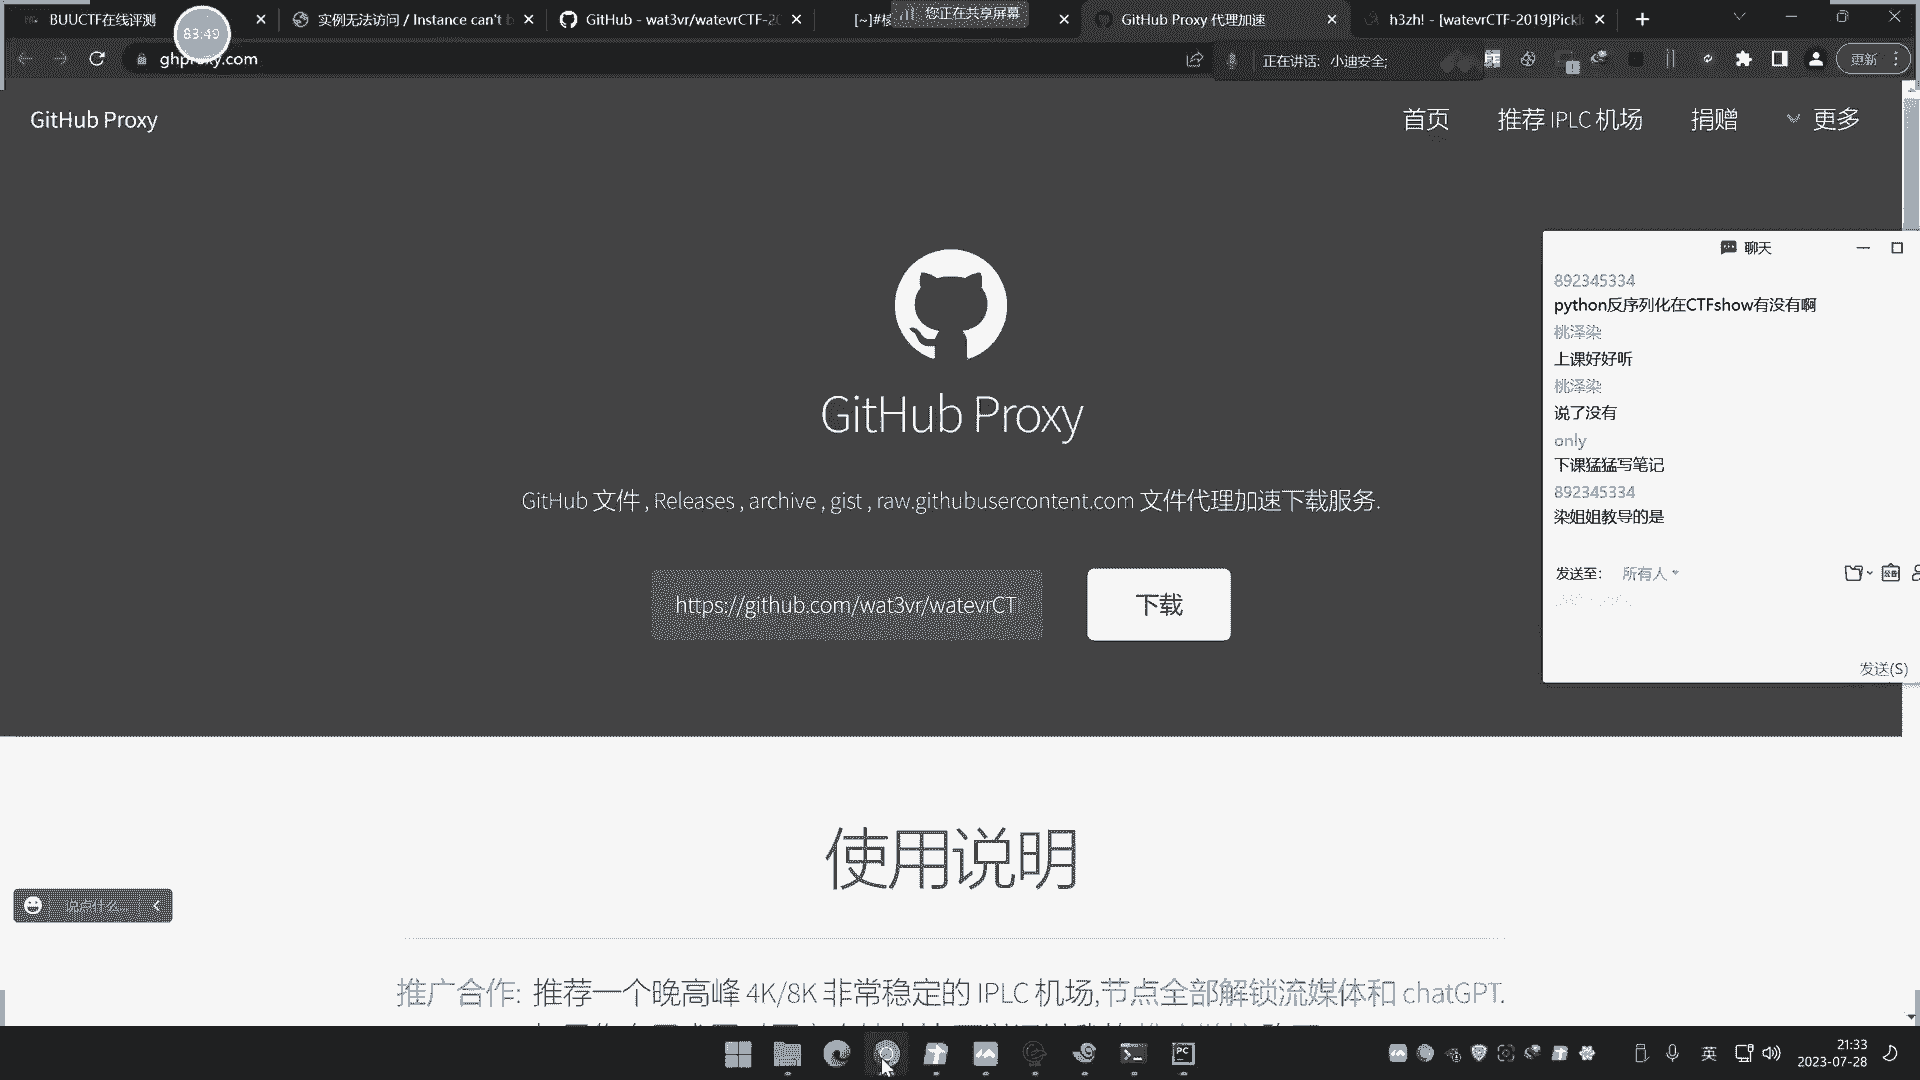 BUUCTF在线评测
实例无法访问 / Instance can't b
GitHub - wat3vr/watevrCTF-20
[~]#棱
您正在共享屏幕
GitHub Proxy 代理加速
h3zh! - [watevrCTF-2019]Pickl
83:49
ghproxy.com
正在讲话: 小迪安全;
更新
GitHub Proxy
首页
推荐 IPLC 机场
捐赠
更多
聊天
892345334
python反序列化在CTFshow有没有啊
桃泽染
上课好好听
桃泽染
说了没有
only
下课猛猛写笔记
892345334
染姐姐教导的是
发送至:
所有人
发送(S)
GitHub Proxy
GitHub 文件 , Releases , archive , gist , raw.githubusercontent.com 文件代理加速下载服务.
https://github.com/wat3vr/watevrCT
下载
使用说明
说点什么...
推广合作: 推荐一个晚高峰 4K/8K 非常稳定的 IPLC 机场,节点全部解锁流媒体和 chatGPT.
英
21:33
2023-07-28